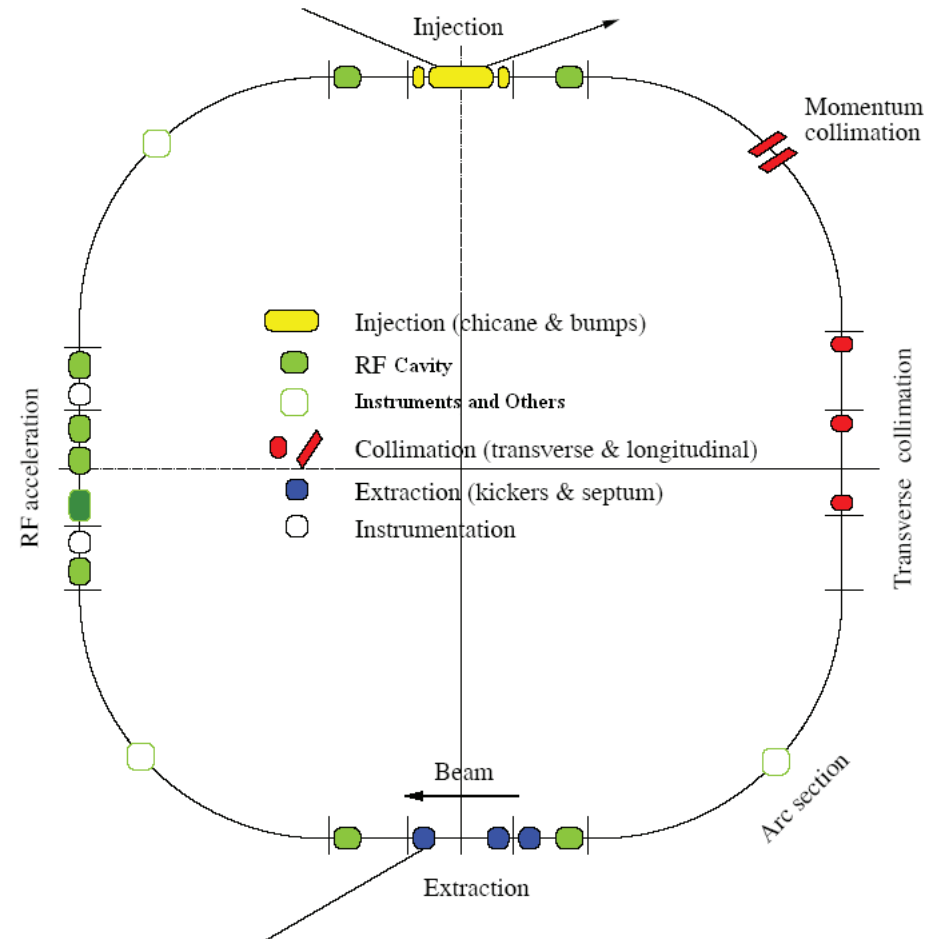 Injection
Momentum
collimation
Injection (chicane & bumps)
RF Cavity
Instruments and Others
Collimation (transverse & longitudinal)
Extraction (kickers & septum)
Instrumentation
RF acceleration
Transverse collimation
Beam
Arc section
Extraction